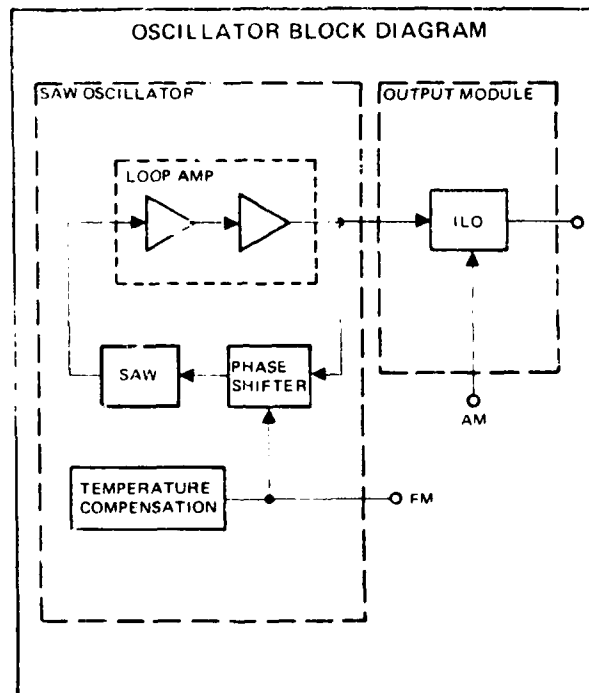 OSCILLATOR BLOCK DIAGRAM
SAW OSCILLATOR
OUTPUT MODULE
LOOP AMP
ILO
SAW
PHASE
SHIFTER
AM
TEMPERATURE
COMPENSATION
FM